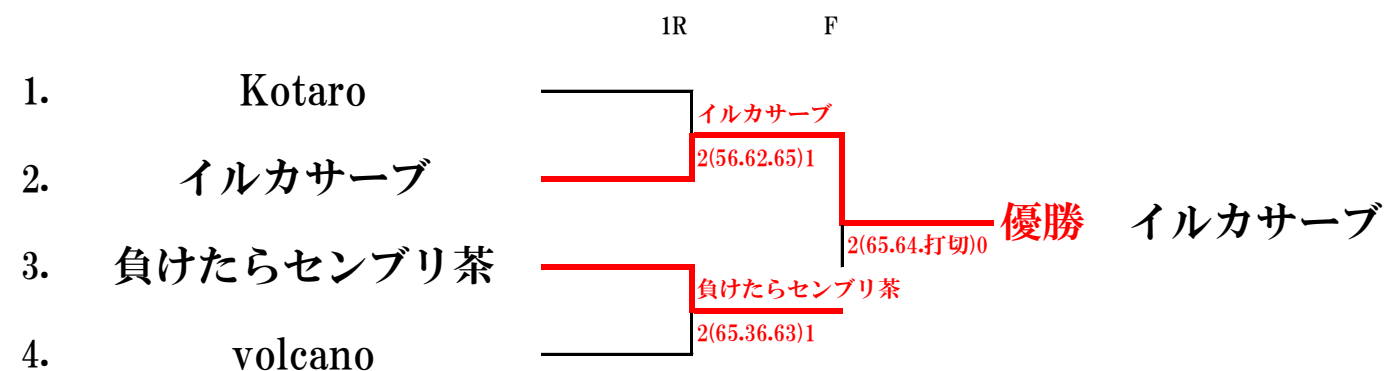 1R F
1. Kotaro
イルカサーブ
2(56.62.65)1
2. イルカサーブ
優勝 イルカサーブ
2(65.64.打切)0
3. 負けたらセンブリ茶
負けたらセンブリ茶
2(65.36.63)1
4. volcano